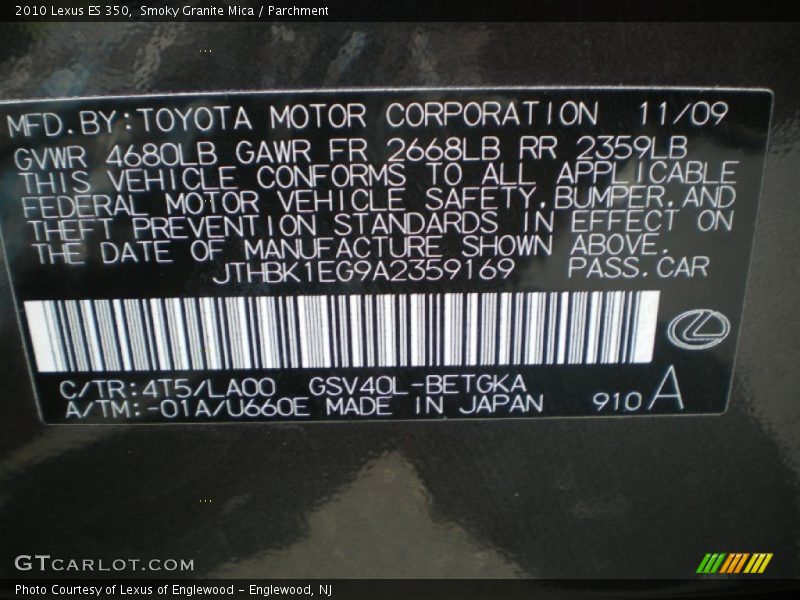 2010 Lexus ES 350,  Smoky Granite Mica / Parchment
MFD.BY:TOYOTA MOTOR CORPORATION 11/09
GVWR 4680LB GAWR FR 2668LB RR 2359LB
THIS VEHICLE CONFORMS TO ALL APPLICABLE
FEDERAL MOTOR VEHICLE SAFETY,BUMPER,AND
THEFT PREVENTION STANDARDS IN EFFECT ON
THE DATE OF MANUFACTURE SHOWN ABOVE.
JTHBK1EG9A2359169 PASS.CAR
C/TR:4T5/LA00 GSV40L-BETGKA
A/TM:-01A/U660E MADE IN JAPAN 910 A
GTCARLOT.COM
Photo Courtesy of Lexus of Englewood – Englewood, NJ